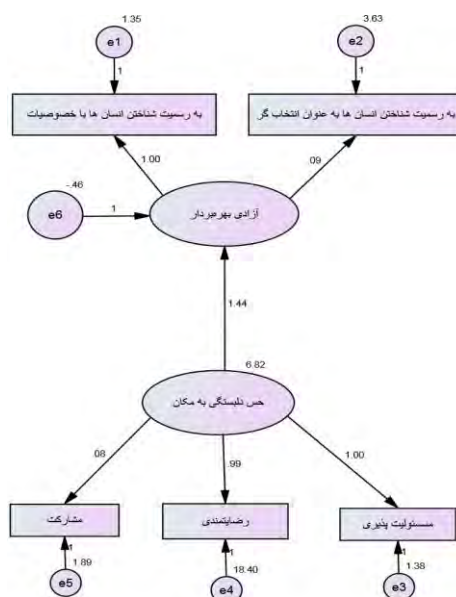 1.35
3.63
e1
e2
1
1
به رسمیت شناختن انسان ها با خصوصیات
به رسمیت شناختن انسان ها به عنوان انتخاب گر
1.00
.09
-.46
e6
1
آزادی بهره‌بردار
1.44
6.82
حس دلبستگی به مکان
.08
.99
1.00
مشارکت
رضایتمندی
مسئولیت پذیری
1
1
1
1.89
18.40
1.38
e5
e4
e3